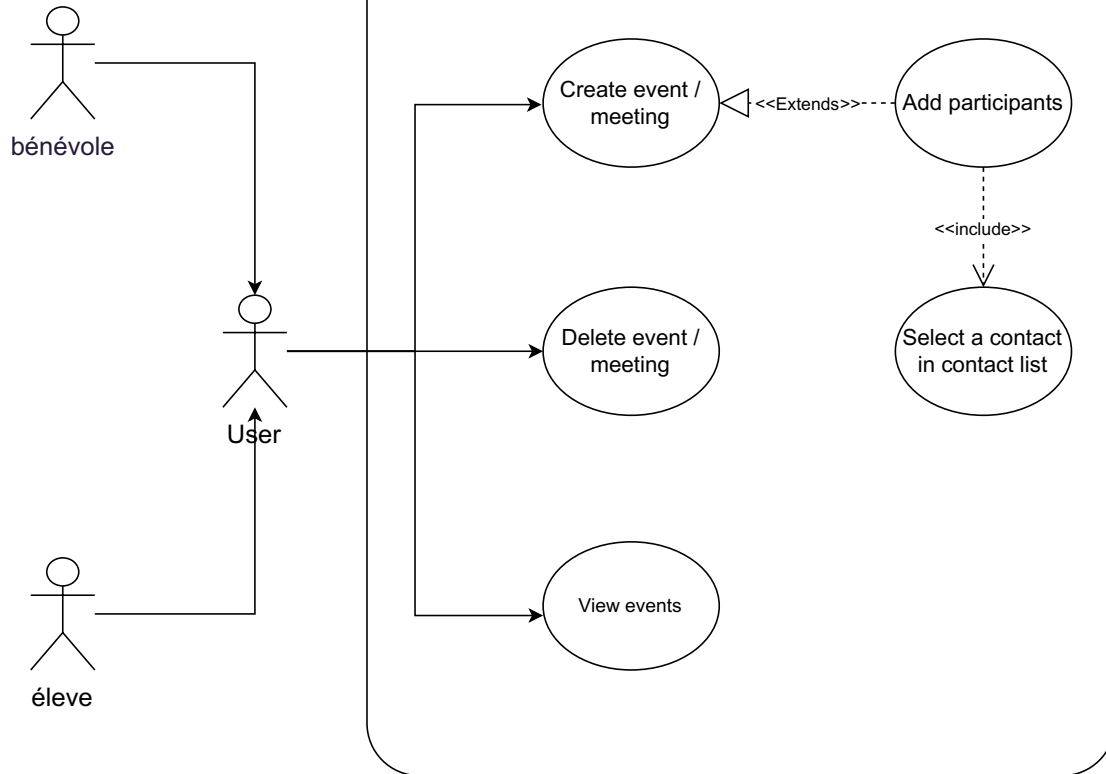 bénévole
Create event /
meeting
<<Extends>>
Add participants
<<include>>
User
Delete event /
meeting
Select a contact
in contact list
View events
éleve